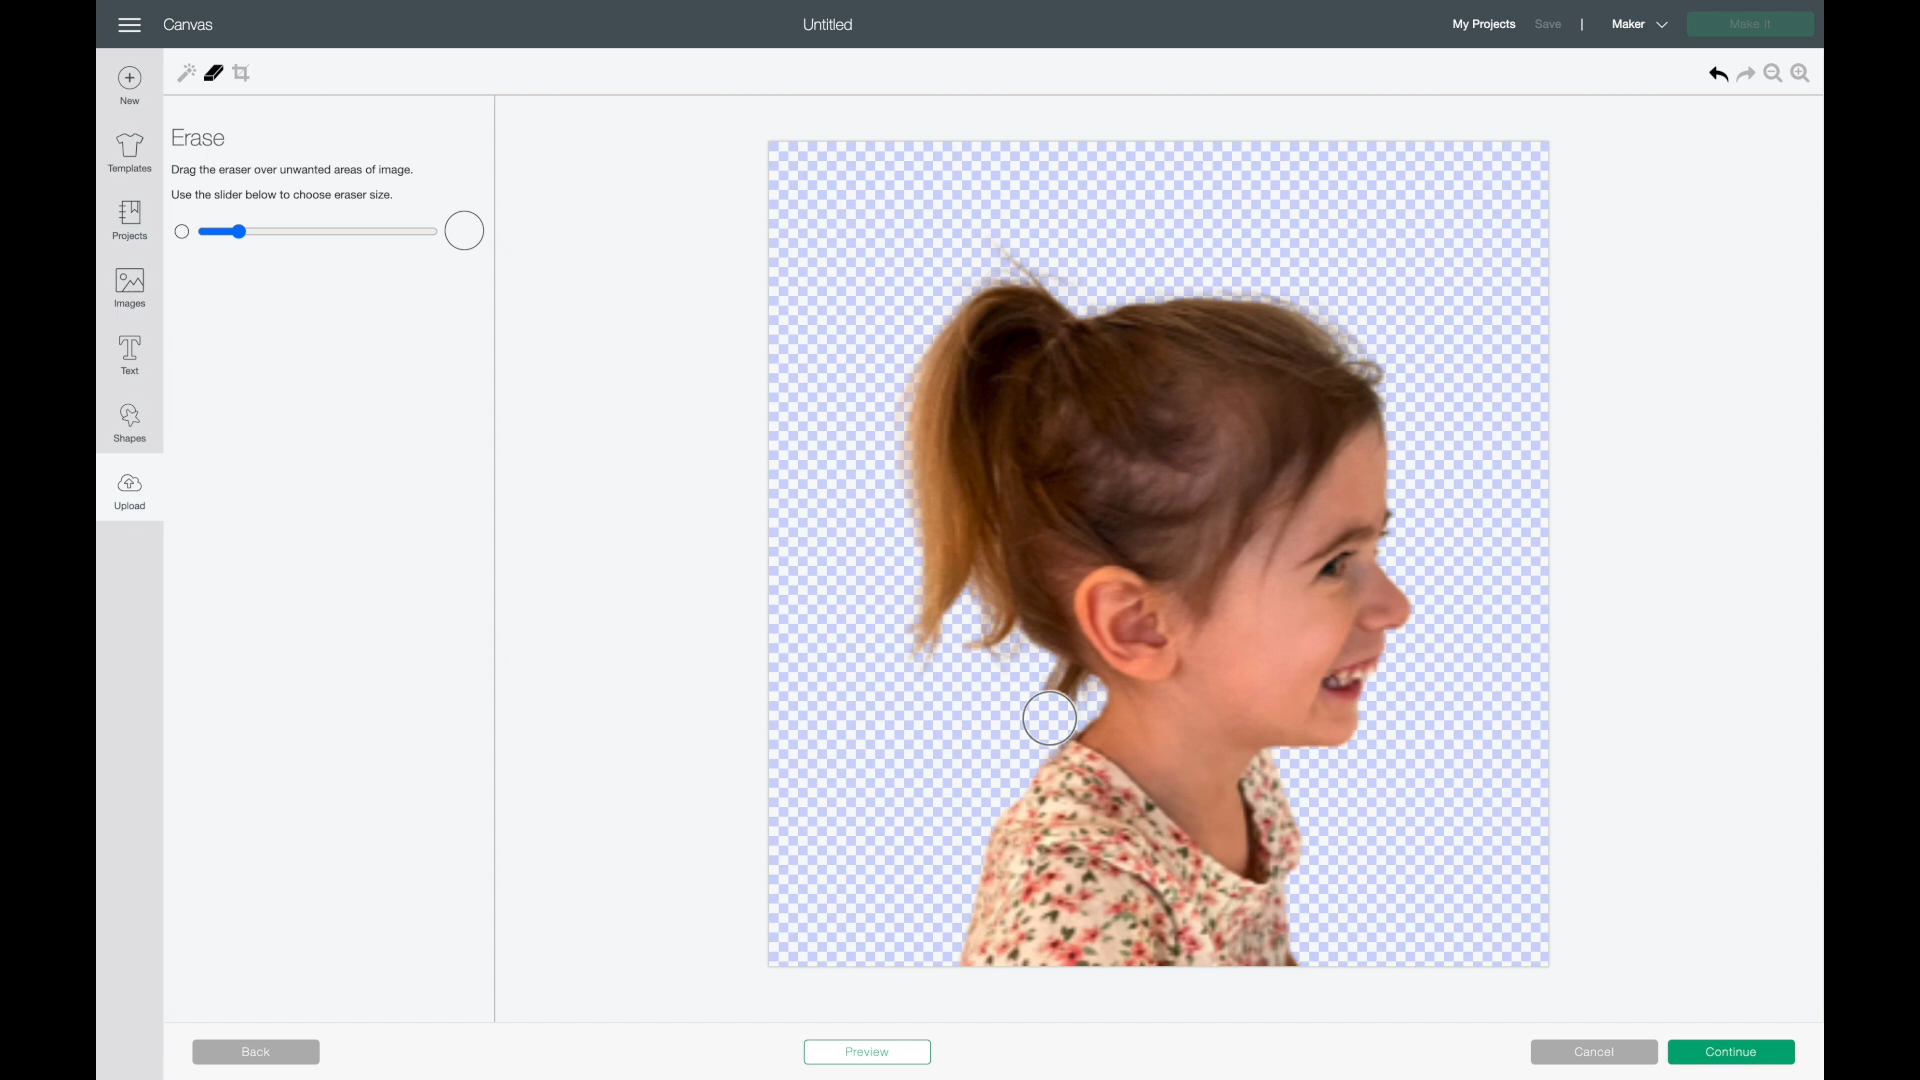 Canvas
Untitled
My Projects Save | Maker Make It
New
Templates
Projects
Images
Text
Shapes
Upload
Erase
Drag the eraser over unwanted areas of image.
Use the slider below to choose eraser size.
Back
Preview
Cancel
Continue